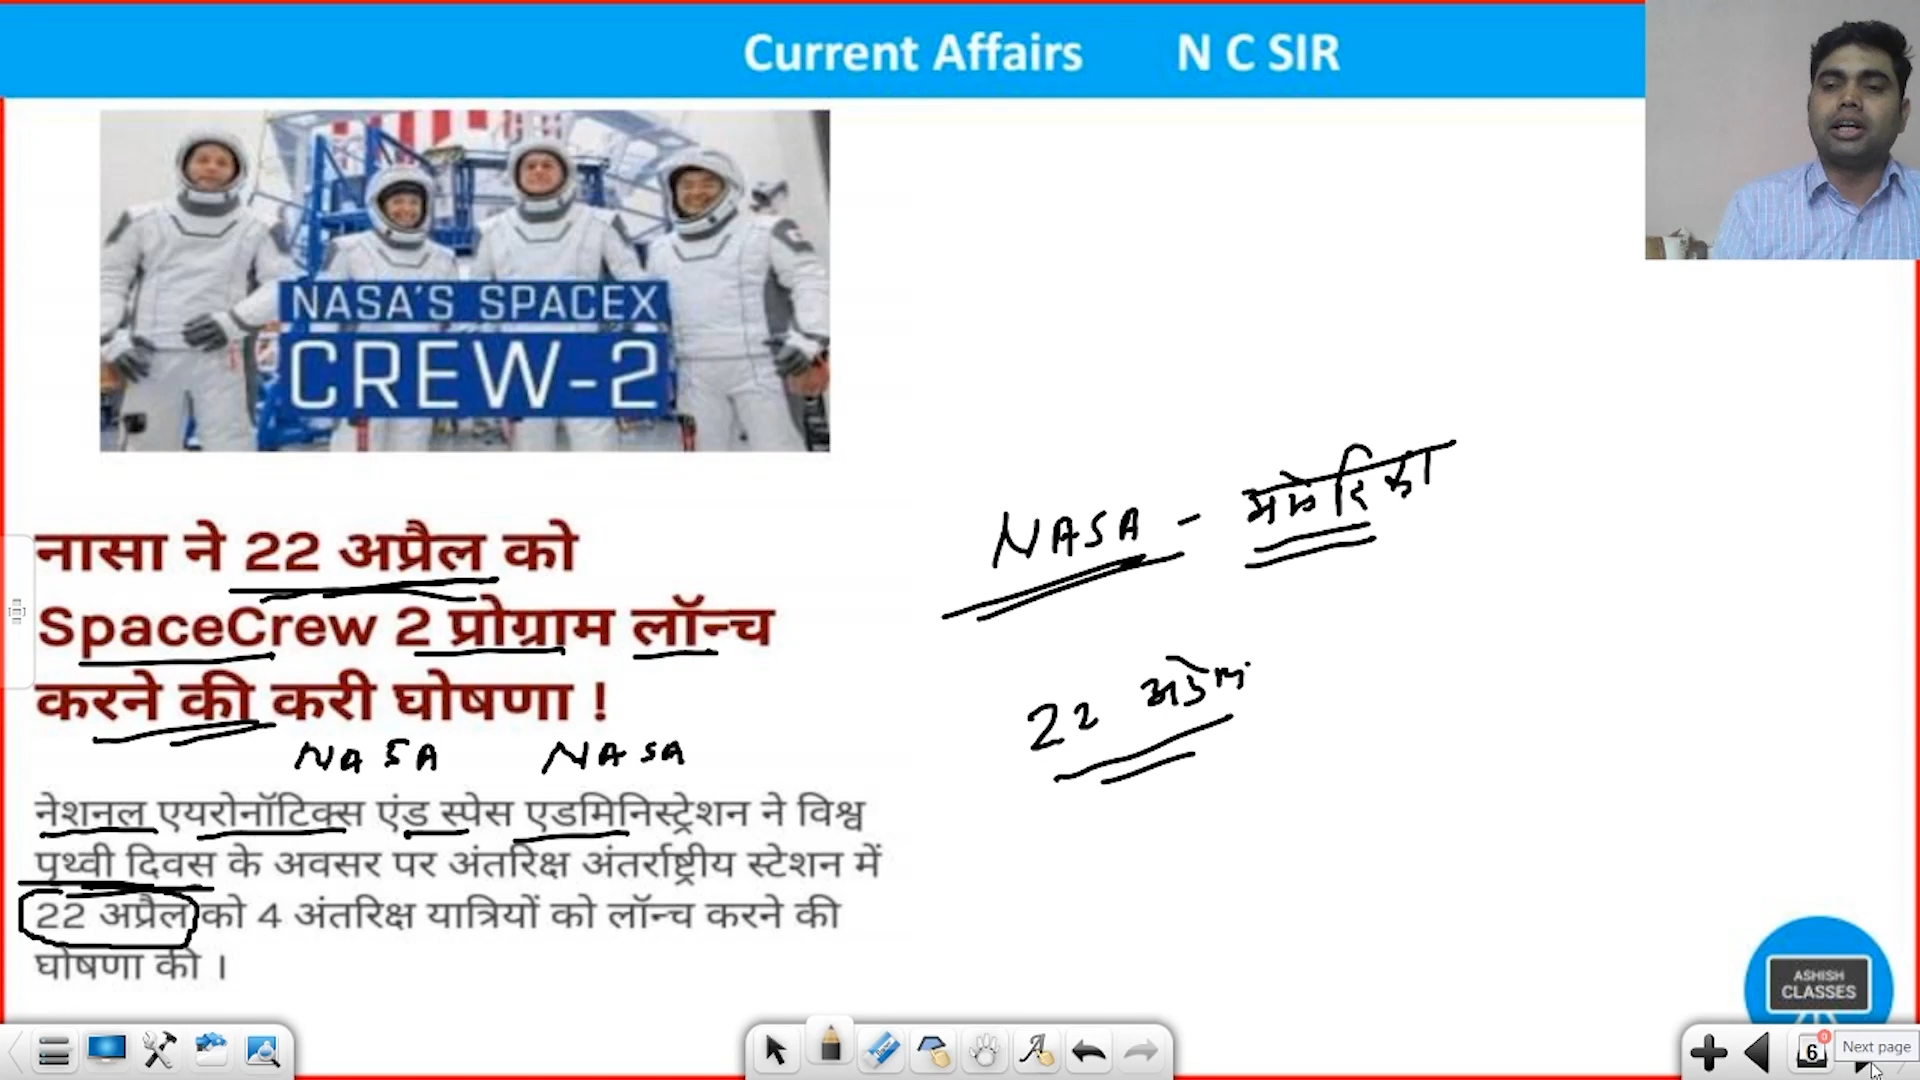 Current Affairs N C SIR
NASA'S SPACEX
CREW-2
नासा ने 22 अप्रैल को
SpaceCrew 2 प्रोग्राम लॉन्च
करने की करी घोषणा !
NASA NASA
नेशनल एयरोनॉटिक्स एंड स्पेस एडमिनिस्ट्रेशन ने विश्व
पृथ्वी दिवस के अवसर पर अंतरिक्ष अंतर्राष्ट्रीय स्टेशन में
22 अप्रैल को 4 अंतरिक्ष यात्रियों को लॉन्च करने की
घोषणा की ।
NASA - अमेरिका
22 अप्रैल
ASHISH
CLASSES
6
0
Next page